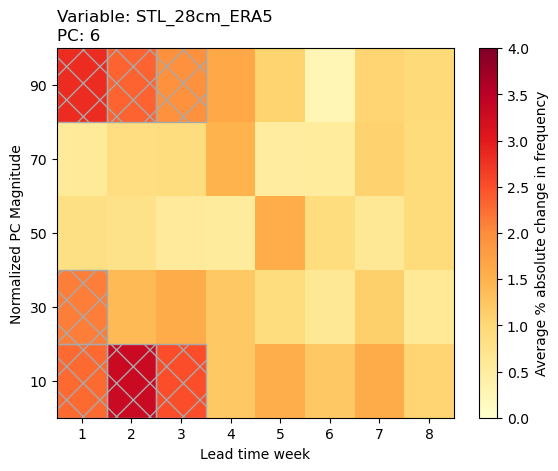 Variable: STL_28cm_ERA5
PC: 6
90
70
50
30
10
Normalized PC Magnitude
1 2 3 4 5 6 7 8
Lead time week
4.0
3.5
3.0
2.5
2.0
1.5
1.0
0.5
0.0
Average % absolute change in frequency